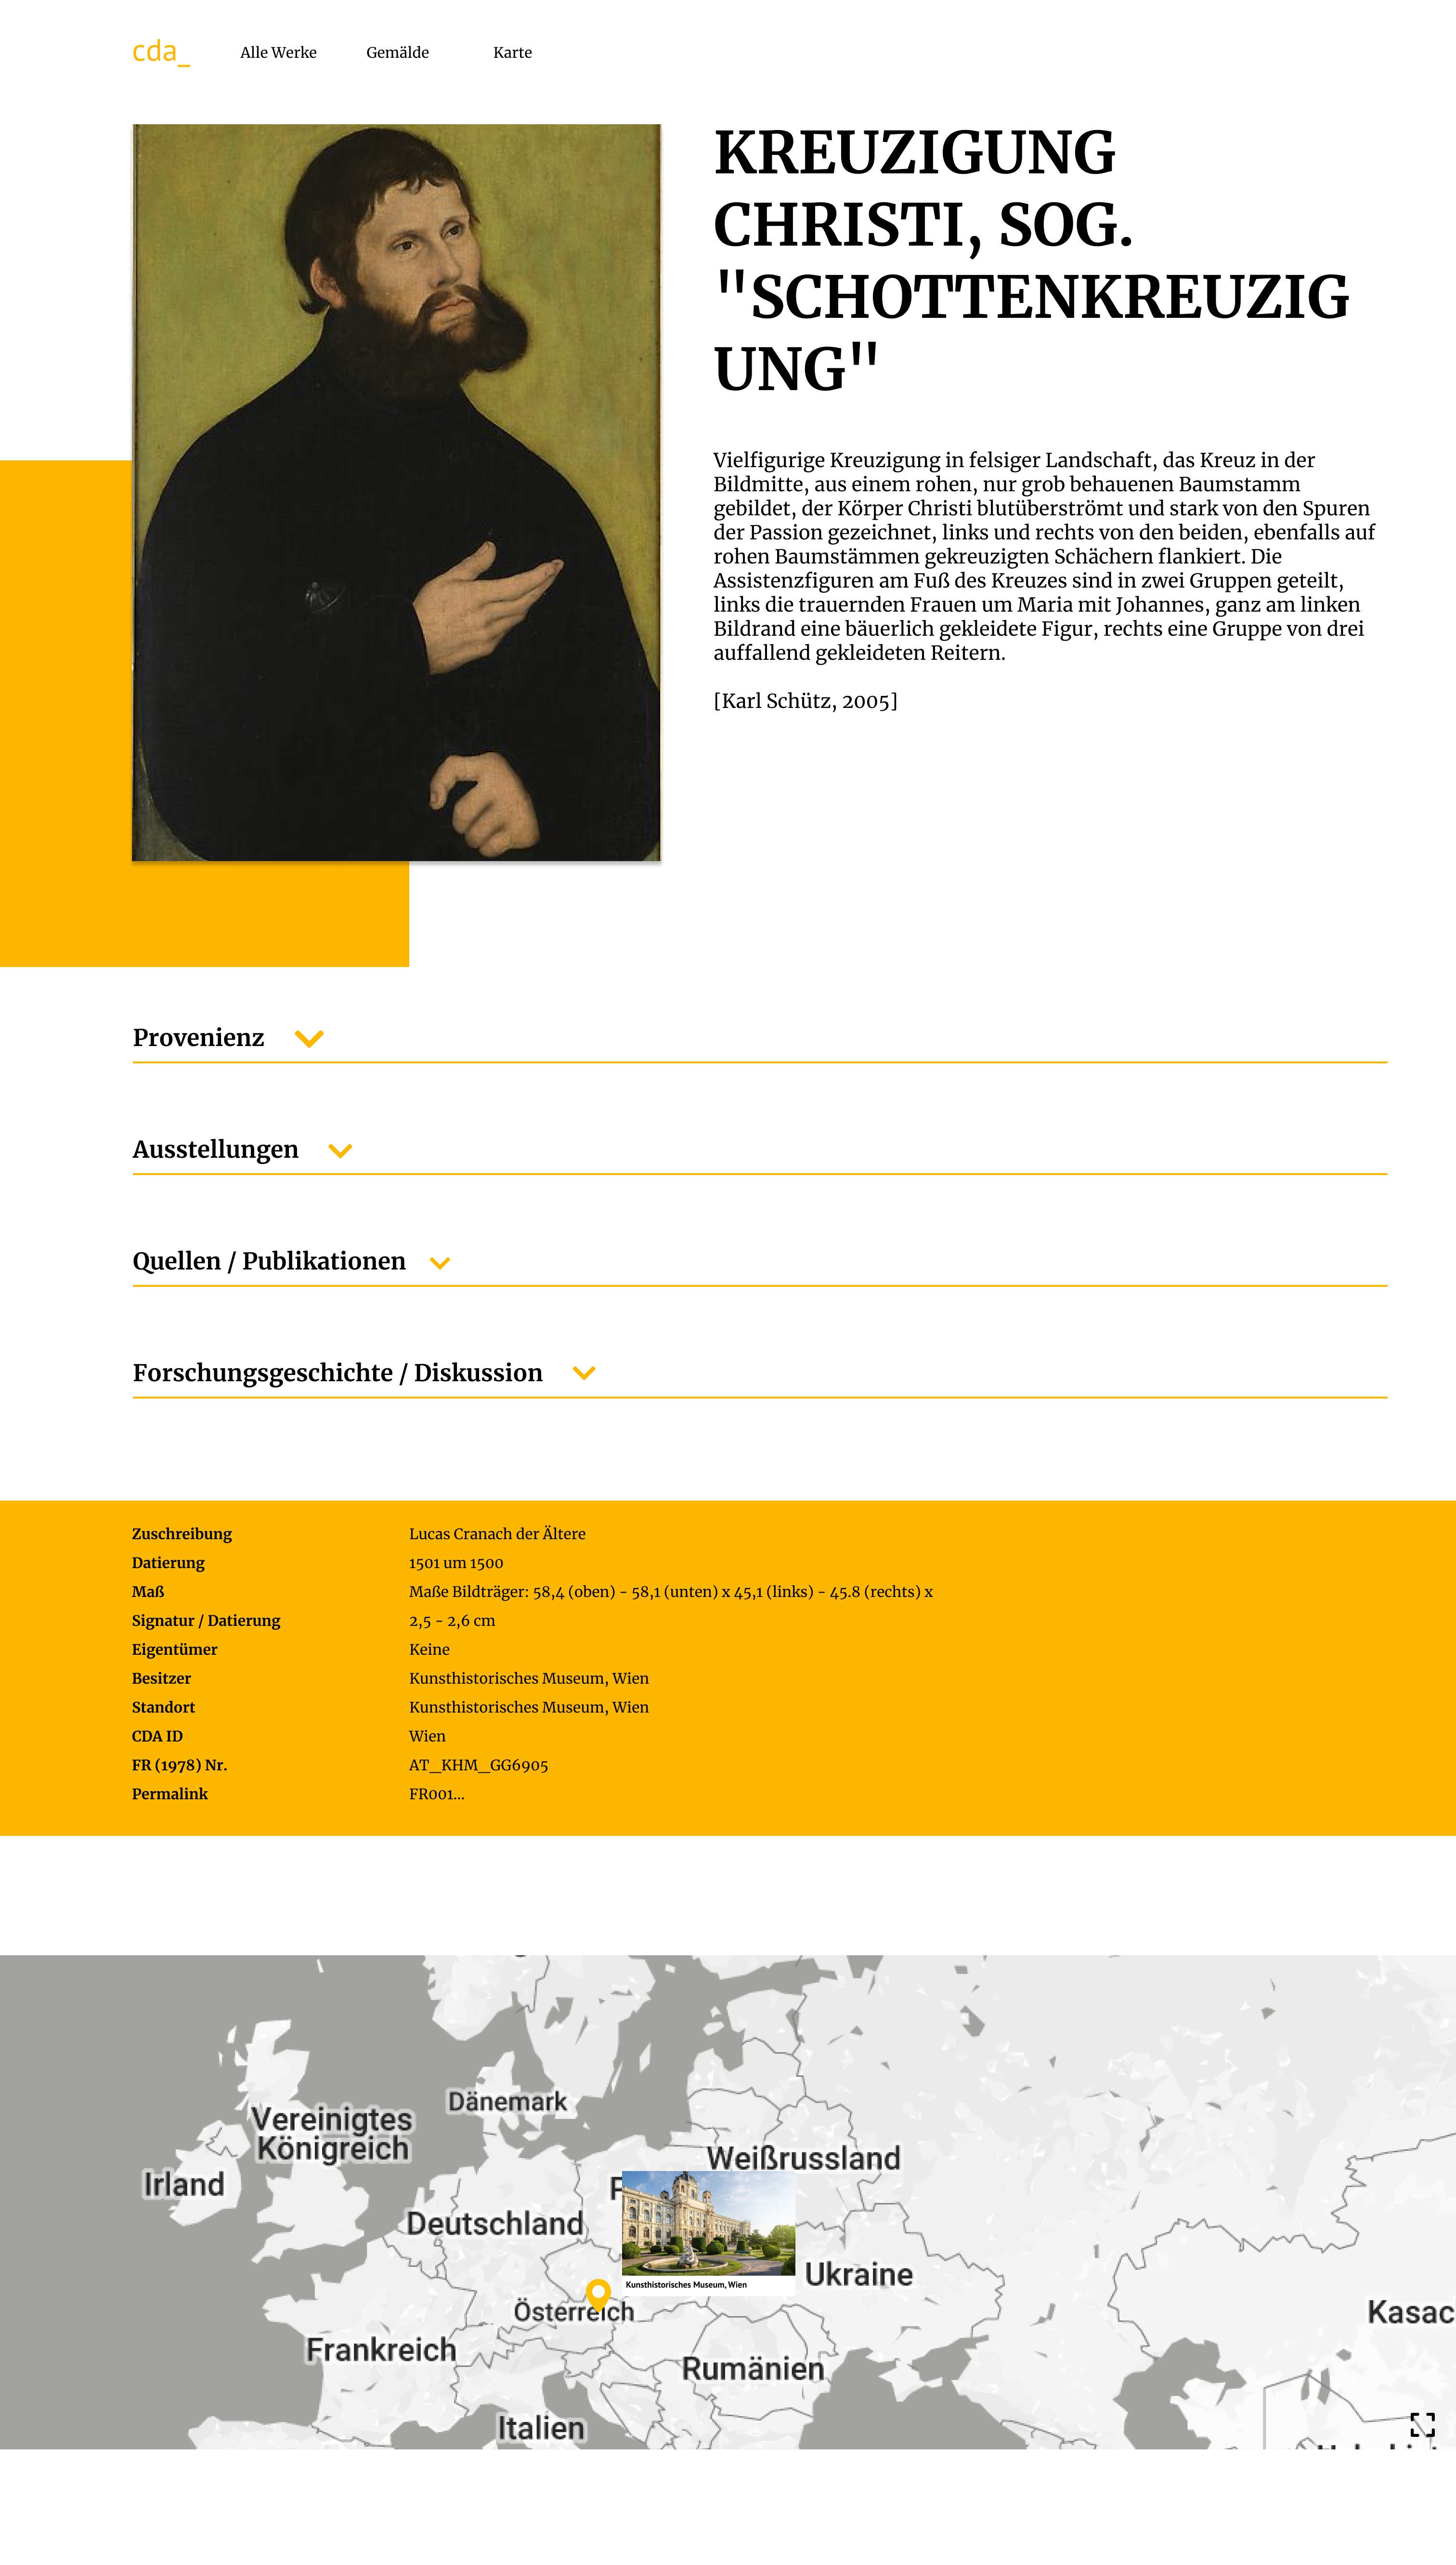 cda_
Alle Werke
Gemälde
Karte
KREUZIGUNG
CHRISTI, SOG.
"SCHOTTENKREUZIG
UNG"
Vielfigurige Kreuzigung in felsiger Landschaft, das Kreuz in der
Bildmitte, aus einem rohen, nur grob behauenen Baumstamm
gebildet, der Körper Christi blutüberströmt und stark von den Spuren
der Passion gezeichnet, links und rechts von den beiden, ebenfalls auf
rohen Baumstämmen gekreuzigten Schächern flankiert. Die
Assistenzfiguren am Fuß des Kreuzes sind in zwei Gruppen geteilt,
links die trauernden Frauen um Maria mit Johannes, ganz am linken
Bildrand eine bäuerlich gekleidete Figur, rechts eine Gruppe von drei
auffallend gekleideten Reitern.
[Karl Schütz, 2005]
Provenienz
Ausstellungen
Quellen / Publikationen
Forschungsgeschichte / Diskussion
Zuschreibung Lucas Cranach der Ältere
Datierung 1501 um 1500
Maß Maße Bildträger: 58,4 (oben) - 58,1 (unten) x 45,1 (links) - 45.8 (rechts) x
Signatur / Datierung 2,5 - 2,6 cm
Eigentümer Keine
Besitzer Kunsthistorisches Museum, Wien
Standort Kunsthistorisches Museum, Wien
CDA ID Wien
FR (1978) Nr. AT_KHM_GG6905
Permalink FR001...
Dänemark
Vereinigtes
Königreich
Weißrussland
Irland
Deutschland
Ukraine
Kunsthistorisches Museum, Wien
Österreich
Kasac
Frankreich
Rumänien
Italien